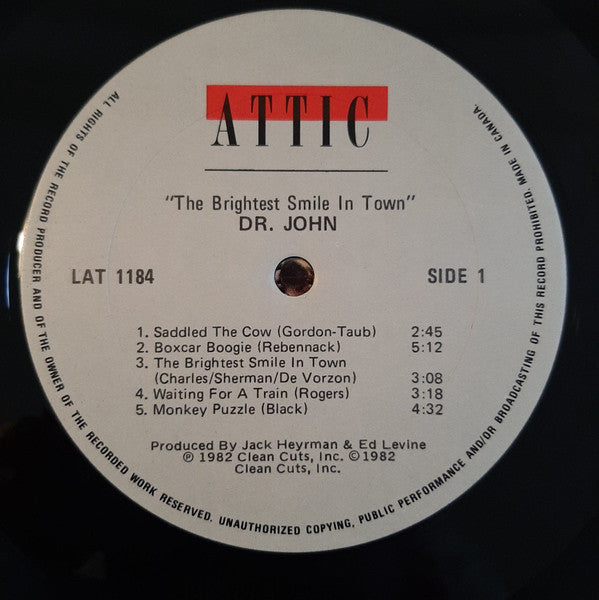 ATTIC
"The Brightest Smile In Town"
DR. JOHN
LAT 1184 SIDE 1
1. Saddled The Cow (Gordon-Taub) 2:45
2. Boxcar Boogie (Rebennack) 5:12
3. The Brightest Smile In Town
(Charles/Sherman/De Vorzon) 3:08
4. Waiting For A Train (Rogers) 3:18
5. Monkey Puzzle (Black) 4:32
Produced By Jack Heyrman & Ed Levine
℗ 1982 Clean Cuts, Inc. ©1982
Clean Cuts, Inc.
ALL RIGHTS OF THE RECORD PRODUCER AND OF THE OWNER OF THE RECORDED WORK RESERVED. UNAUTHORIZED COPYING, PUBLIC PERFORMANCE AND/OR BROADCASTING OF THIS RECORD PROHIBITED. MADE IN CANADA.